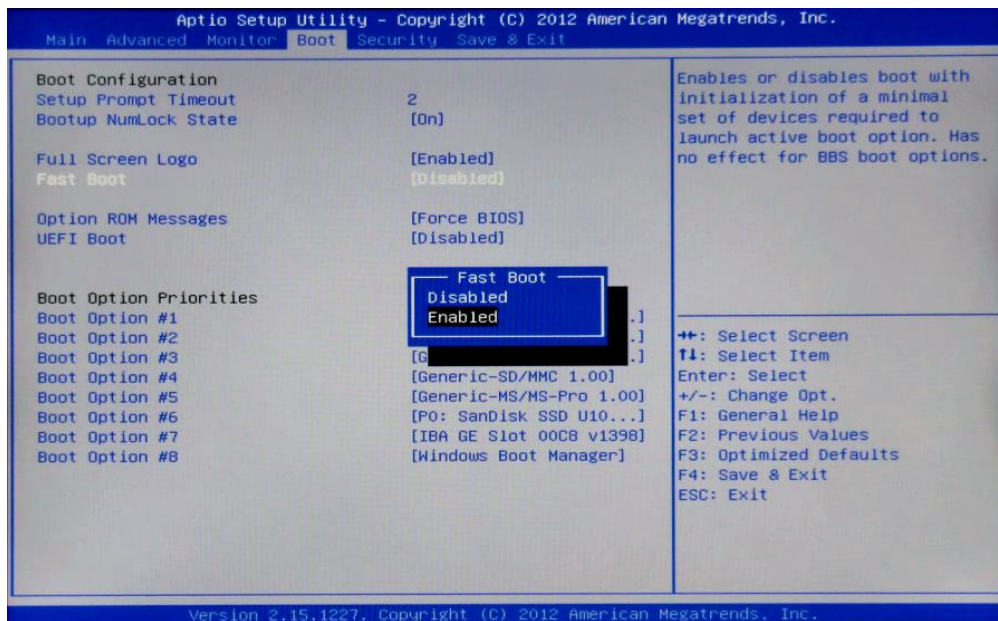 Aptio Setup Utility – Copyright (C) 2012 American Megatrends, Inc.
Main Advanced Monitor Boot Security Save & Exit
Boot Configuration
Setup Prompt Timeout 2
Bootup NumLock State [On]
Full Screen Logo [Enabled]
Fast Boot [Disabled]
Option ROM Messages [Force BIOS]
UEFI Boot [Disabled]
Fast Boot
Disabled
Enabled
Boot Option Priorities
Boot Option #1 .]
Boot Option #2 .]
Boot Option #3 [G .]
Boot Option #4 [Generic-SD/MMC 1.00]
Boot Option #5 [Generic-MS/MS-Pro 1.00]
Boot Option #6 [P0: SanDisk SSD U10...]
Boot Option #7 [IBA GE Slot 00C8 v1398]
Boot Option #8 [Windows Boot Manager]
Enables or disables boot with
initialization of a minimal
set of devices required to
launch active boot option. Has
no effect for BBS boot options.
→←: Select Screen
↑↓: Select Item
Enter: Select
+/-: Change Opt.
F1: General Help
F2: Previous Values
F3: Optimized Defaults
F4: Save & Exit
ESC: Exit
Version 2.15.1227. Copyright (C) 2012 American Megatrends, Inc.